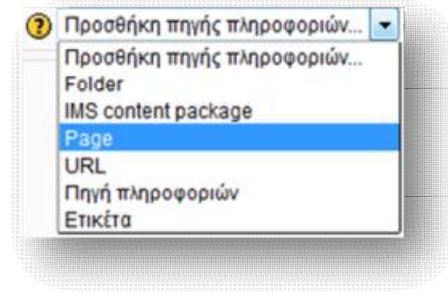 Προσθήκη πηγής πληροφοριών...
Προσθήκη πηγής πληροφοριών...
Folder
IMS content package
Page
URL
Πηγή πληροφοριών
Ετικέτα